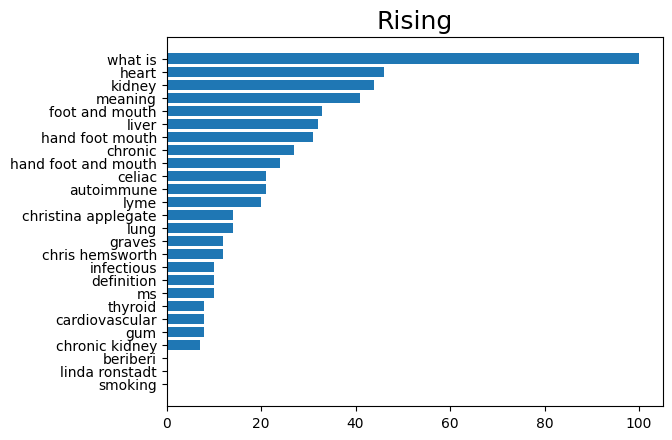 Rising
what is
heart
kidney
meaning
foot and mouth
liver
hand foot mouth
chronic
hand foot and mouth
celiac
autoimmune
lyme
christina applegate
lung
graves
chris hemsworth
infectious
definition
ms
thyroid
cardiovascular
gum
chronic kidney
beriberi
linda ronstadt
smoking
0 20 40 60 80 100